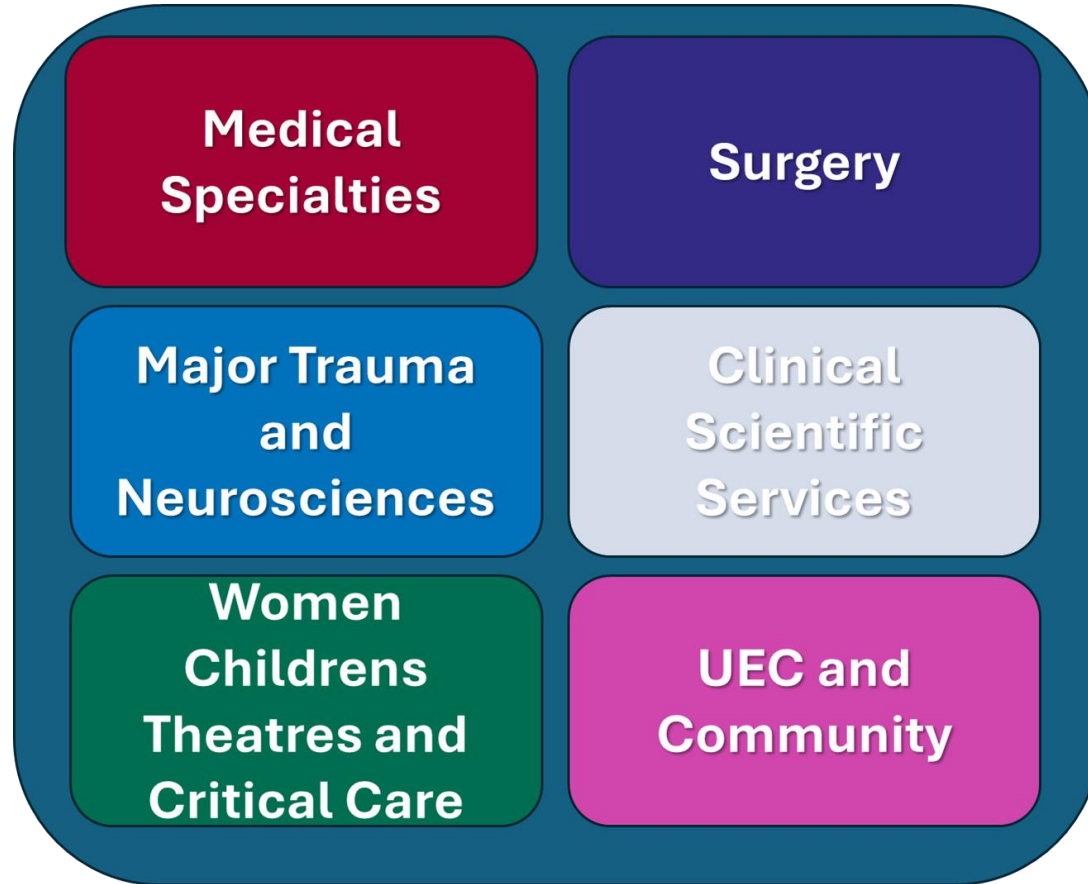 Medical
Specialties
Surgery
Major Trauma
and
Neurosciences
Clinical
Scientific
Services
Women
Childrens
Theatres and
Critical Care
UEC and
Community